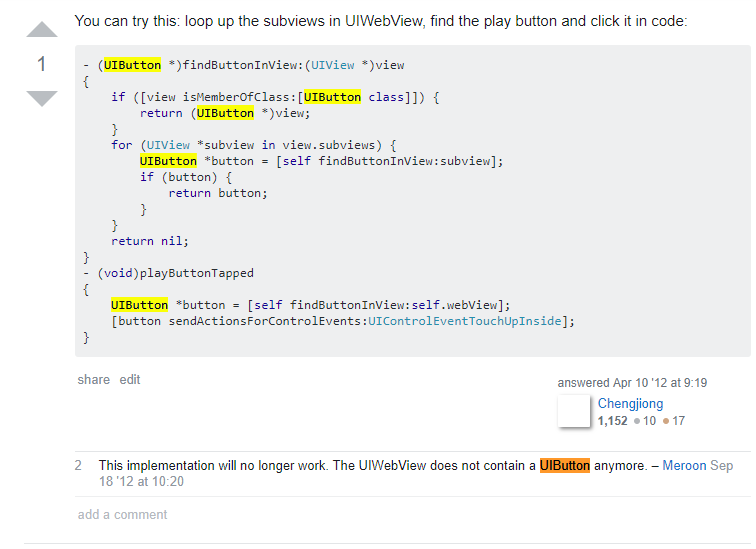 You can try this: loop up the subviews in UIWebView, find the play button and click it in code:
1
- (UIButton *)findButtonInView:(UIView *)view
{
    if ([view isMemberOfClass:[UIButton class]]) {
        return (UIButton *)view;
    }
    for (UIView *subview in view.subviews) {
        UIButton *button = [self findButtonInView:subview];
        if (button) {
            return button;
        }
    }
    return nil;
}
- (void)playButtonTapped
{
    UIButton *button = [self findButtonInView:self.webView];
    [button sendActionsForControlEvents:UIControlEventTouchUpInside];
}
share edit
answered Apr 10 '12 at 9:19
Chengjiong
1,152 ●10 ●17
2 This implementation will no longer work. The UIWebView does not contain a UIButton anymore. – Meroon Sep
18 '12 at 10:20
add a comment